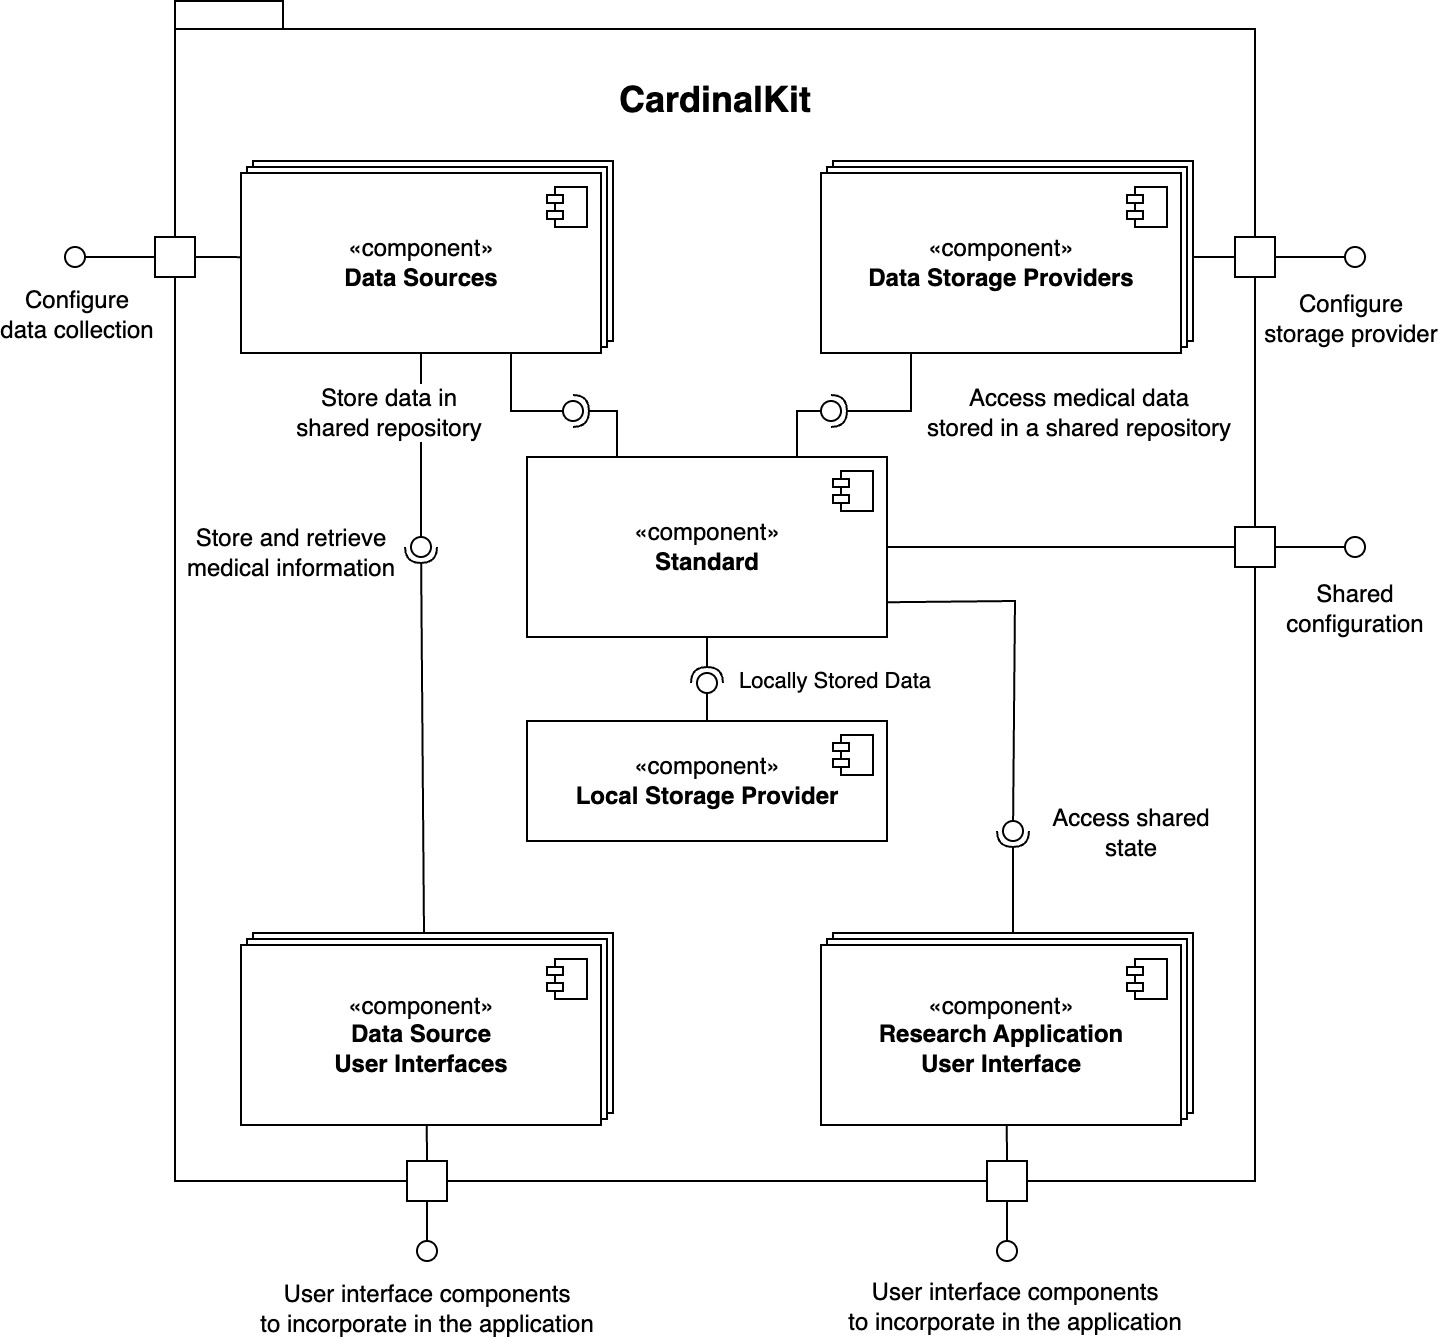 CardinalKit
«component»
Data Sources
«component»
Data Storage Providers
Configure
data collection
Configure
storage provider
Store data in
shared repository
Access medical data
stored in a shared repository
Store and retrieve
medical information
«component»
Standard
Shared
configuration
Locally Stored Data
«component»
Local Storage Provider
Access shared
state
«component»
Data Source
User Interfaces
«component»
Research Application
User Interface
User interface components
to incorporate in the application
User interface components
to incorporate in the application